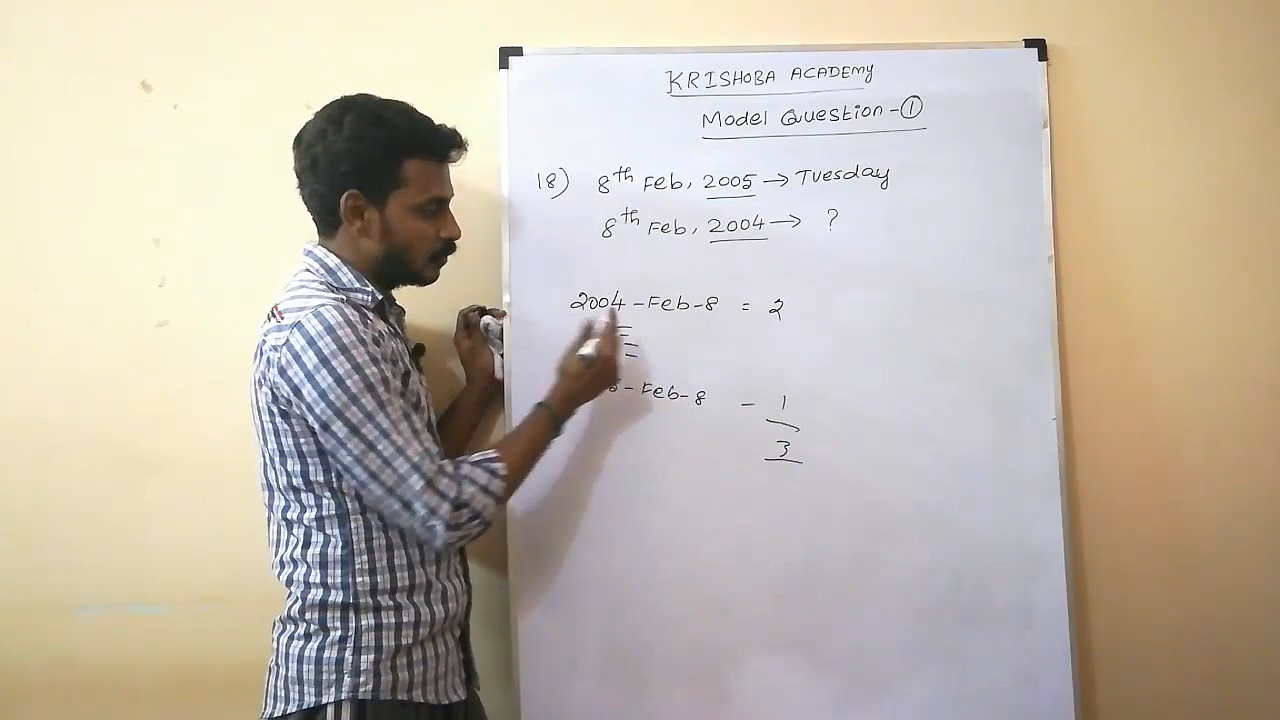 KRISHOBA ACADEMY
Model Question - 1
18) 8th Feb, 2005 → Tuesday
8th Feb, 2004 → ?
2004 - Feb - 8 = 2
5 - Feb - 8 - 1
3